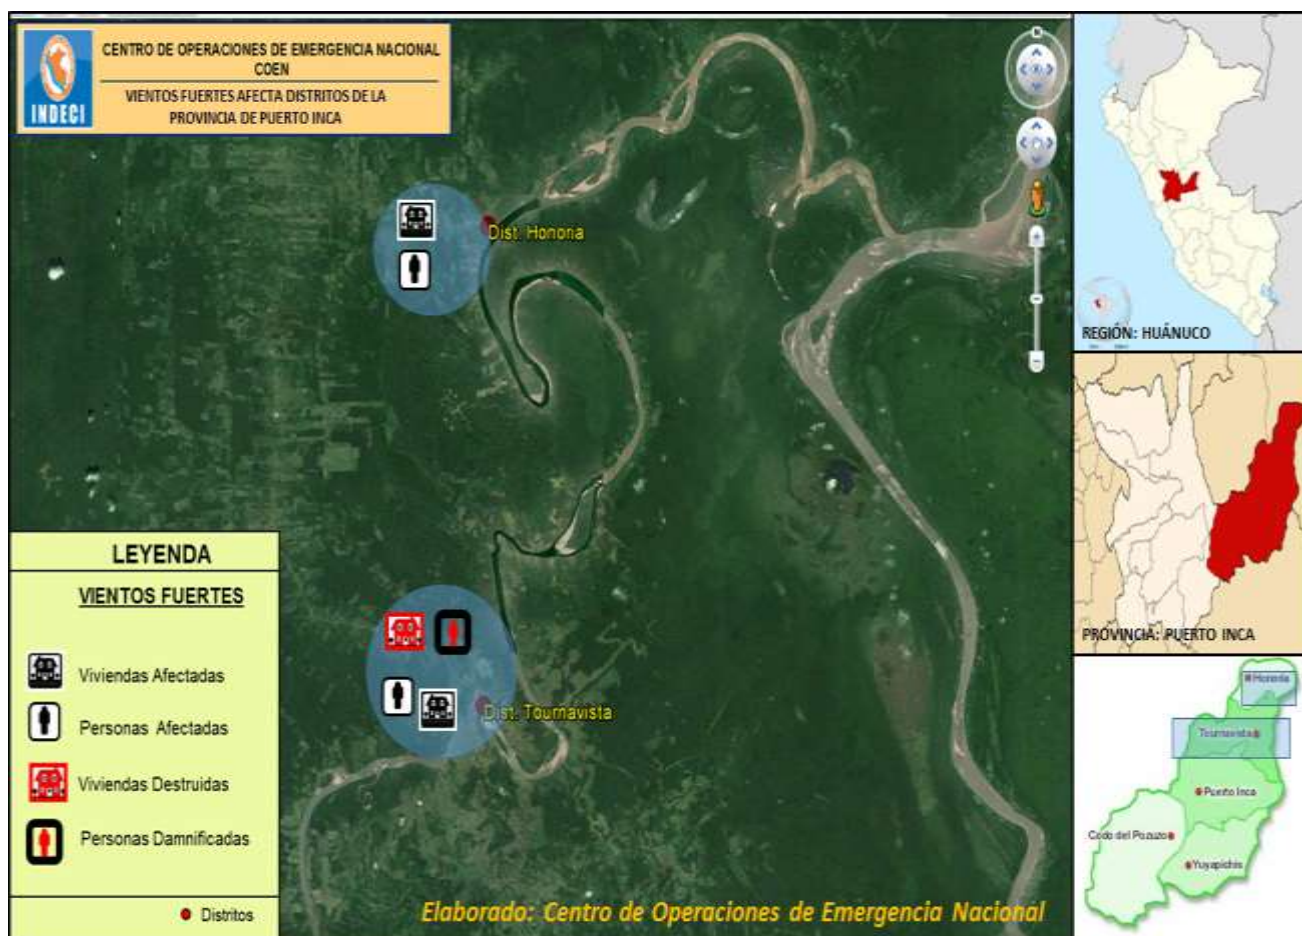 CENTRO DE OPERACIONES DE EMERGENCIA NACIONAL
COEN
VIENTOS FUERTES AFECTA DISTRITOS DE LA
PROVINCIA DE PUERTO INCA
INDECI
Dist. Honoria
Dist. Tournavista
LEYENDA
VIENTOS FUERTES
Viviendas Afectadas
Personas Afectadas
Viviendas Destruidas
Personas Damnificadas
Distritos
Elaborado: Centro de Operaciones de Emergencia Nacional
REGIÓN: HUÁNUCO
PROVINCIA: PUERTO INCA
Honoria
Tournavista
Puerto Inca
Codo del Pozuzo
Yuyapichis